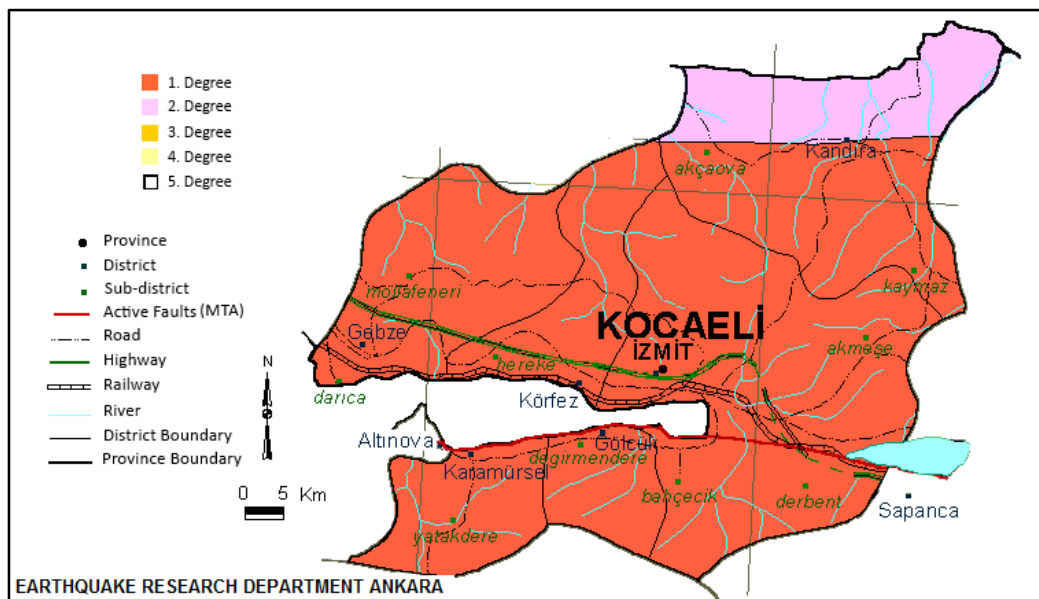 1. Degree
2. Degree
3. Degree
4. Degree
5. Degree
Province
District
Sub-district
Active Faults (MTA)
Road
Highway
Railway
River
District Boundary
Province Boundary
N
0 5 Km
Kandıra
akçaova
mollafeneri
kaymaz
KOCAELİ
İZMİT
Gebze
akmeşe
hereke
darıca
Körfez
Altınova
Gölcük
değirmendere
Karamürsel
bahçecik
derbent
Sapanca
yatakdere
EARTHQUAKE RESEARCH DEPARTMENT ANKARA